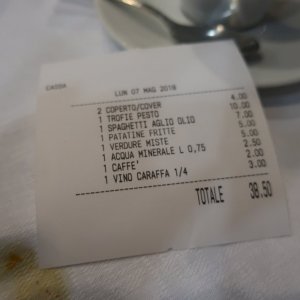 CASSA
LUN 07 MAG 2018
2 COPERTO/COVER 4.00
1 TROFIE PESTO 10.00
1 SPAGHETTI AGLIO OLIO 7.00
1 PATATINE FRITTE 5.00
1 VERDURE MISTE 5.00
1 ACQUA MINERALE L 0,75 2.50
1 CAFFE' 2.00
1 VINO CARAFFA 1/4 3.00
TOTALE 38.50